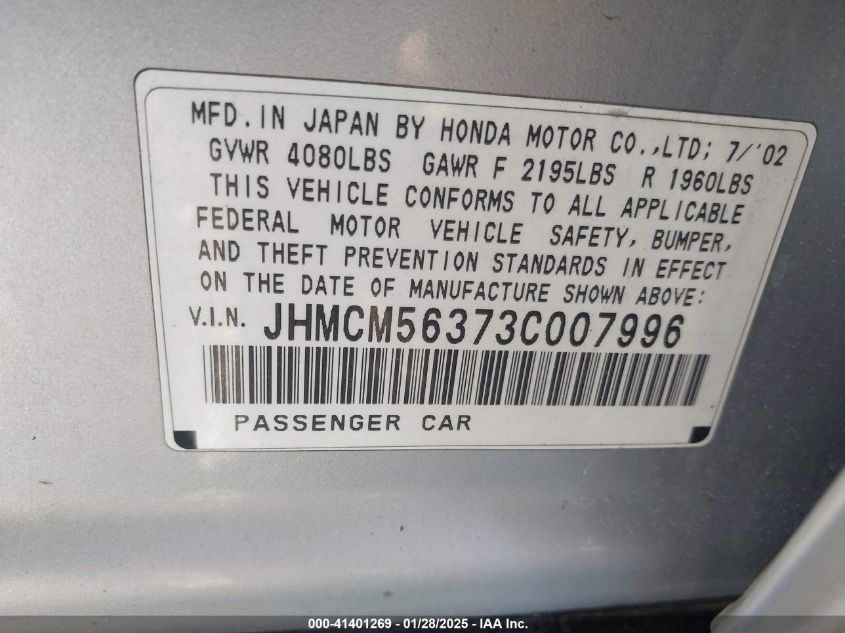 MFD. IN JAPAN BY HONDA MOTOR CO.,LTD; 7/'02
GVWR 4080LBS GAWR F 2195LBS R 1960LBS
THIS VEHICLE CONFORMS TO ALL APPLICABLE
FEDERAL MOTOR VEHICLE SAFETY, BUMPER,
AND THEFT PREVENTION STANDARDS IN EFFECT
ON THE DATE OF MANUFACTURE SHOWN ABOVE:
V.I.N. JHMCM56373C007996
PASSENGER CAR
000-41401269 | 01/28/2025 - IAA Inc.